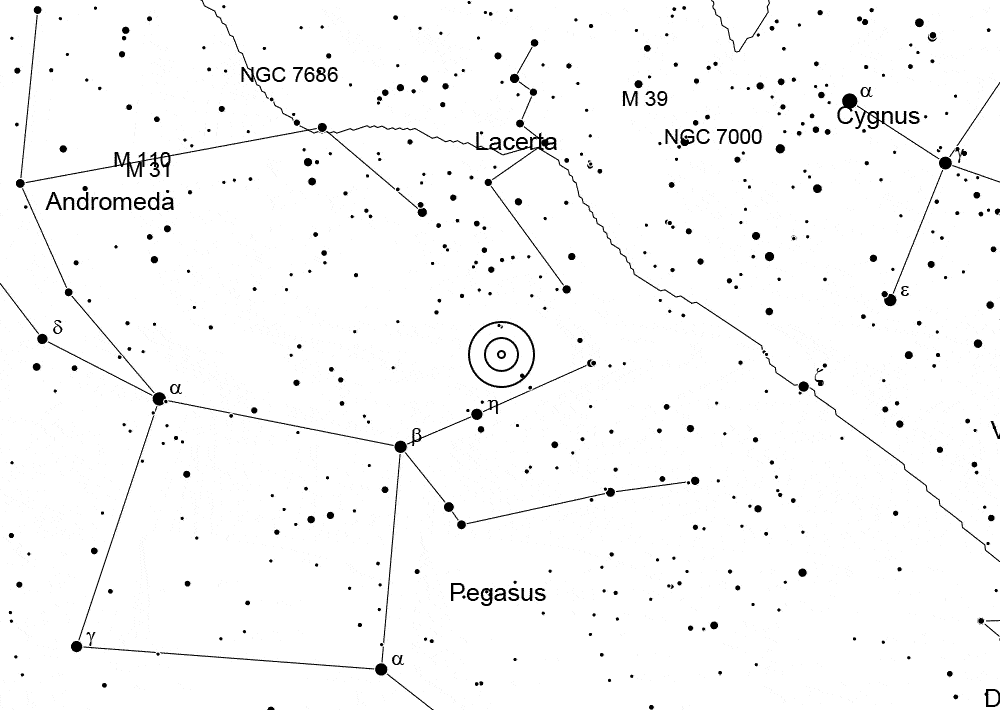 NGC 7686
M 39
α
Cygnus
NGC 7000
Lacerta
γ
M 110
M 31
Andromeda
ε
δ
ζ
α
η
β
V
Pegasus
γ
α
D